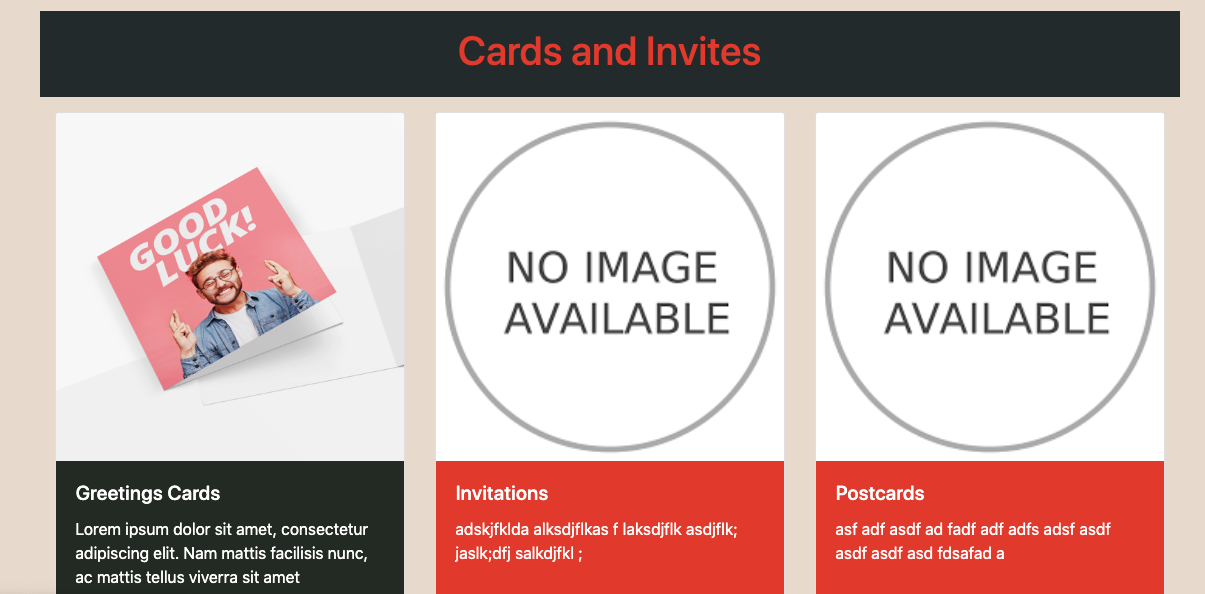 Cards and Invites
GOOD
LUCK!
NO IMAGE
AVAILABLE
NO IMAGE
AVAILABLE
Greetings Cards
Lorem ipsum dolor sit amet, consectetur
adipiscing elit. Nam mattis facilisis nunc,
ac mattis tellus viverra sit amet
Invitations
adskjfklda alksdjflkas f laksdjflk asdjflk;
jaslk;dfj salkdjfkl ;
Postcards
asf adf asdf ad fadf adf adfs adsf asdf
asdf asdf asd fdsafad a